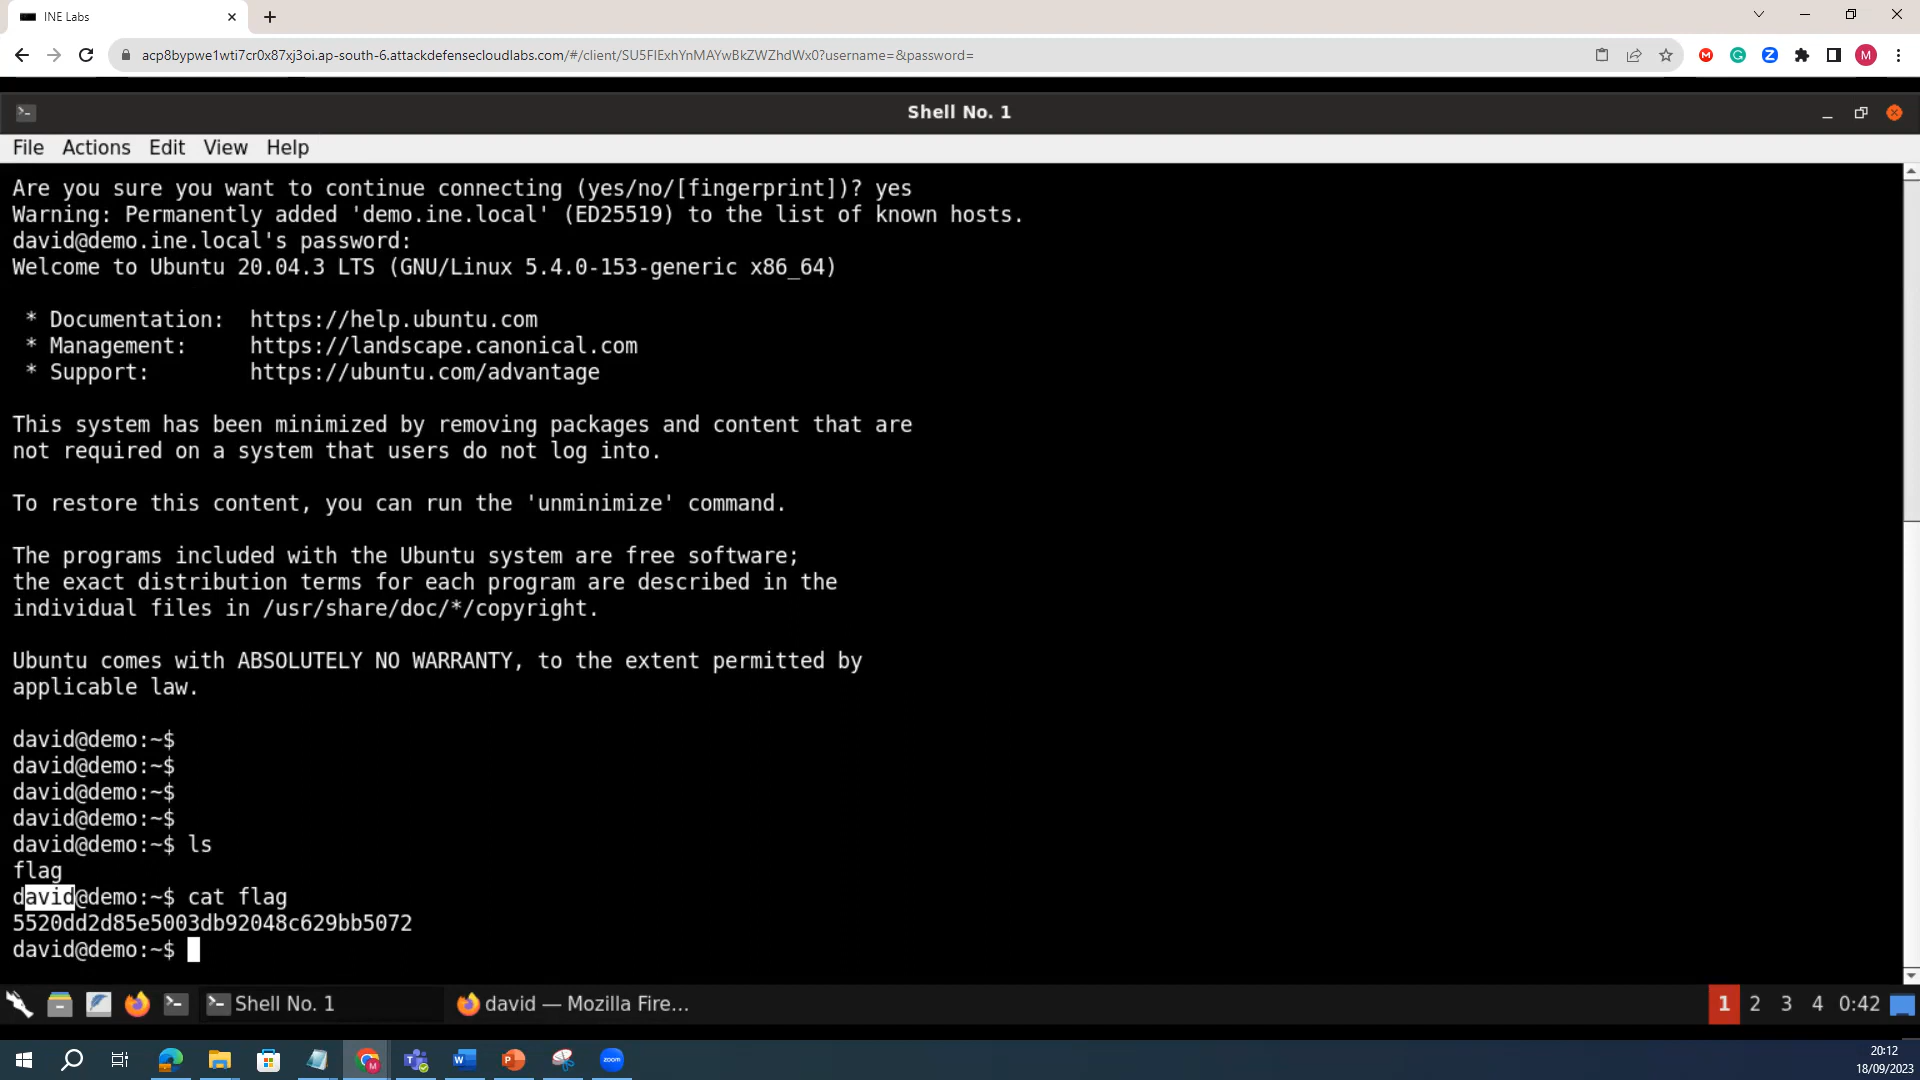 INE Labs
acp8bypwe1wti7cr0x87xj3oi.ap-south-6.attackdefensecloudlabs.com/#/client/SU5FIExhYnMAYwBkZWZhdWx0?username=&password=
M
Shell No. 1
File Actions Edit View Help
Are you sure you want to continue connecting (yes/no/[fingerprint])? yes
Warning: Permanently added 'demo.ine.local' (ED25519) to the list of known hosts.
david@demo.ine.local's password:
Welcome to Ubuntu 20.04.3 LTS (GNU/Linux 5.4.0-153-generic x86_64)
* Documentation: https://help.ubuntu.com
* Management: https://landscape.canonical.com
* Support: https://ubuntu.com/advantage
This system has been minimized by removing packages and content that are
not required on a system that users do not log into.
To restore this content, you can run the 'unminimize' command.
The programs included with the Ubuntu system are free software;
the exact distribution terms for each program are described in the
individual files in /usr/share/doc/*/copyright.
Ubuntu comes with ABSOLUTELY NO WARRANTY, to the extent permitted by
applicable law.
david@demo:~$
david@demo:~$
david@demo:~$
david@demo:~$
david@demo:~$ ls
flag
david@demo:~$ cat flag
5520dd2d85e5003db92048c629bb5072
david@demo:~$
Shell No. 1
david — Mozilla Fire...
1 2 3 4 0:42
zoom
20:12
18/09/2023